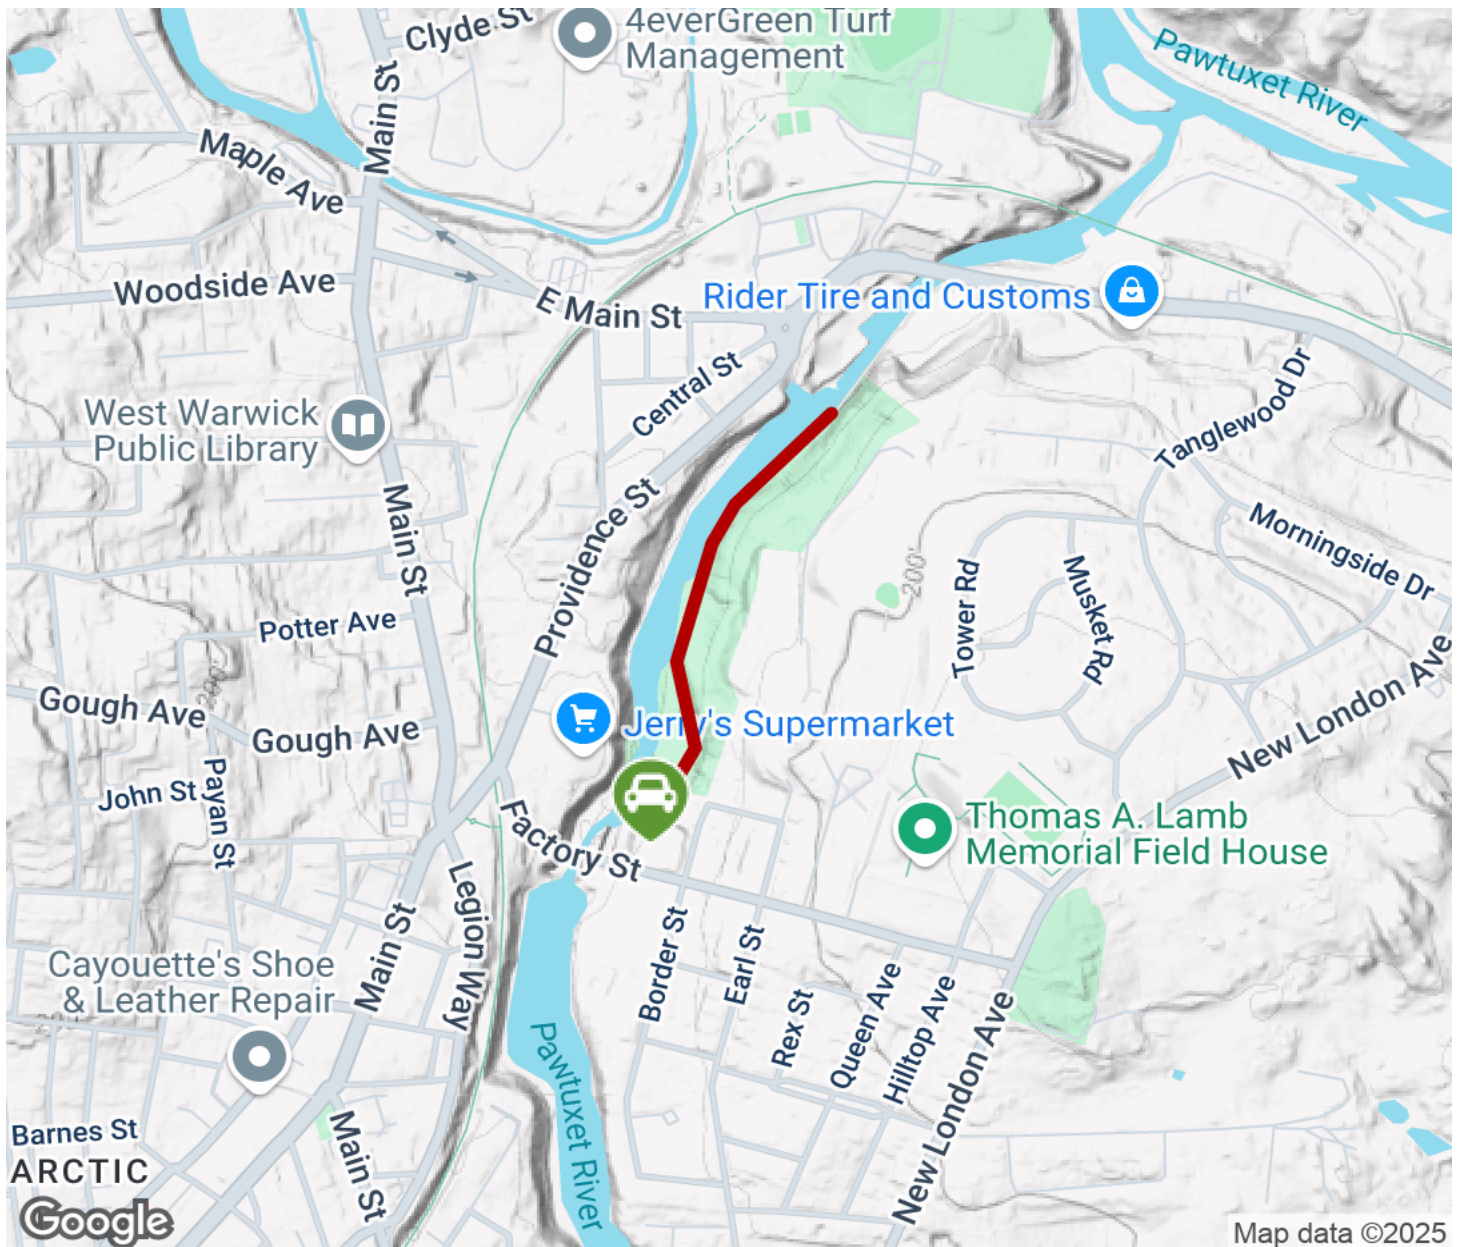 Clyde St
4everGreen Turf
Management
Pawtuxet River
Main St
Maple Ave
Woodside Ave
E Main St
Rider Tire and Customs
Central St
Tanglewood Dr
West Warwick
Public Library
Main St
Providence St
Morningside Dr
200'
Tower Rd
Musket Rd
Potter Ave
Gough Ave
Gough Ave
Jerry's Supermarket
New London Ave
John St
Payan St
Factory St
Thomas A. Lamb
Memorial Field House
Legion Way
Main St
Border St
Earl St
Cayouette's Shoe
& Leather Repair
Rex St
Queen Ave
Hilltop Ave
New London Ave
Pawtuxet River
Barnes St
ARCTIC
Main St
Google
Map data ©2025